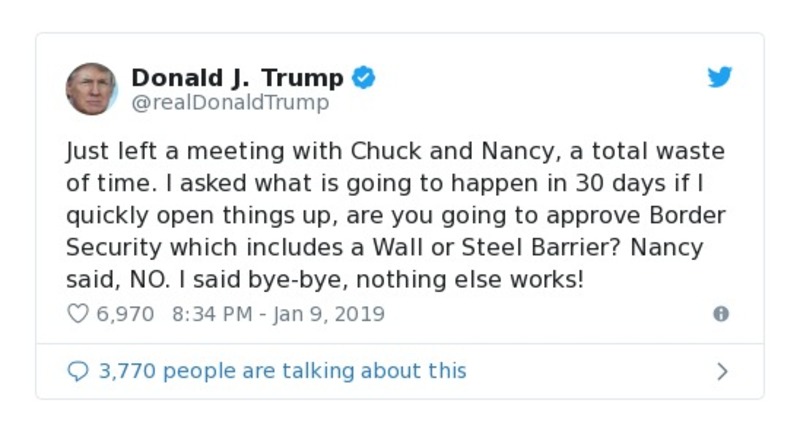 Donald J. Trump
@realDonaldTrump
Just left a meeting with Chuck and Nancy, a total waste
of time. I asked what is going to happen in 30 days if I
quickly open things up, are you going to approve Border
Security which includes a Wall or Steel Barrier? Nancy
said, NO. I said bye-bye, nothing else works!
6,970 8:34 PM - Jan 9, 2019
3,770 people are talking about this